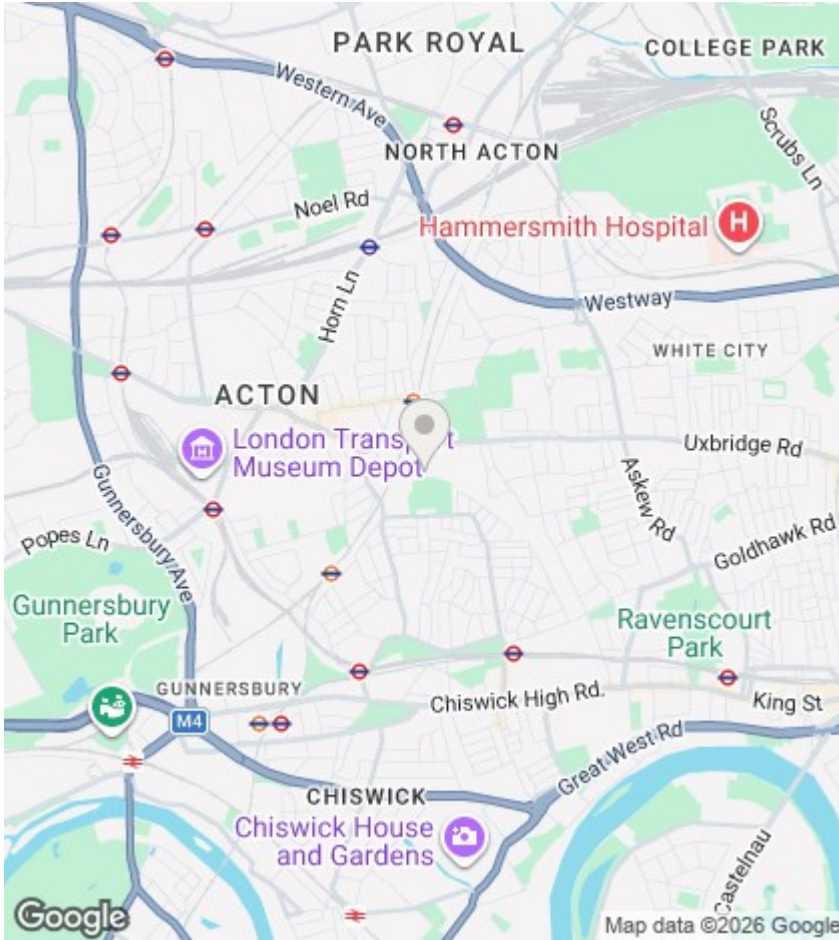 PARK ROYAL
COLLEGE PARK
Western Ave
Scrubs Ln
NORTH ACTON
Noel Rd
Hammersmith Hospital
H
Horn Ln
Westway
WHITE CITY
ACTON
London Transport
Museum Depot
Uxbridge Rd
Askew Rd
Gunnersbury Ave
Popes Ln
Goldhawk Rd
Gunnersbury
Park
Ravenscourt
Park
GUNNERSBURY
Chiswick High Rd.
King St
M4
Great West Rd
CHISWICK
Chiswick House
and Gardens
Castelnau
Google
Map data ©2026 Google